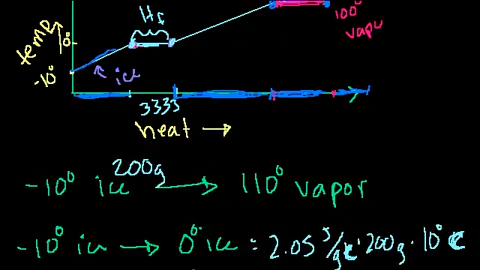 Hf
100°
vapo
temp
0°
-10°
ice
3333
heat →
200g
-10° ice → 110° vapor
-10° ice → 0° ice = 2.05 J/g·K · 200g · 10°